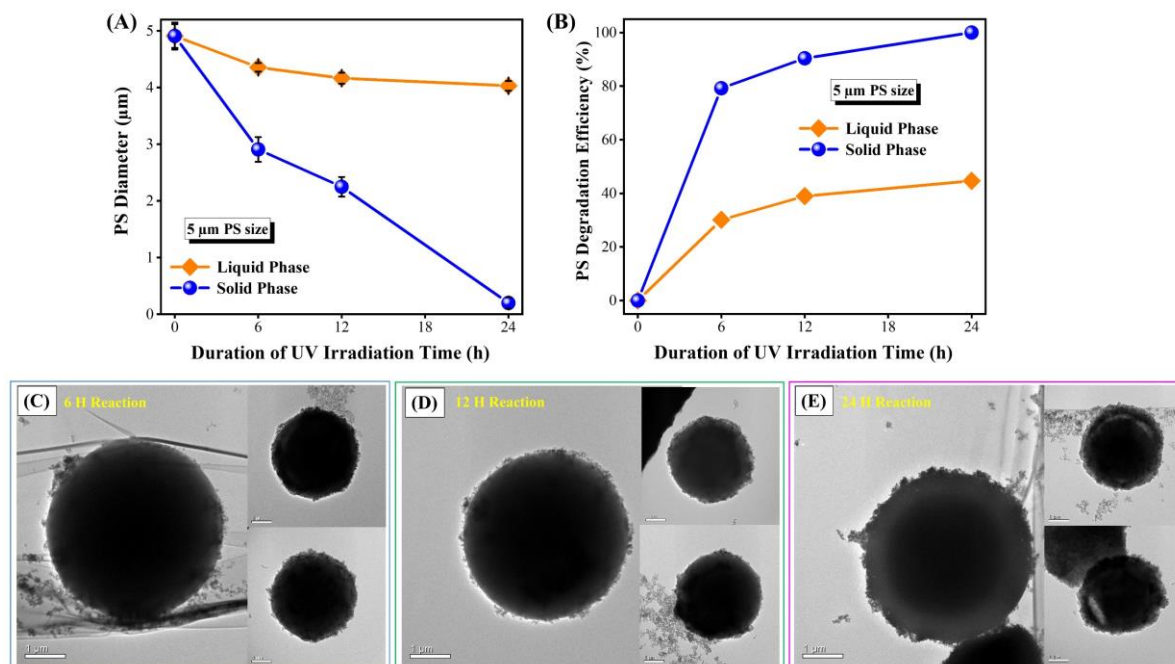 (A)
PS Diameter (µm)
5
4
3
2
1
0
5 µm PS size
Liquid Phase
Solid Phase
0 6 12 18 24
Duration of UV Irradiation Time (h)
(B)
PS Degradation Efficiency (%)
100
80
60
40
20
0
5 µm PS size
Liquid Phase
Solid Phase
0 6 12 18 24
Duration of UV Irradiation Time (h)
(C)
6 H Reaction
1 µm
(D)
12 H Reaction
1 µm
(E)
24 H Reaction
1 µm